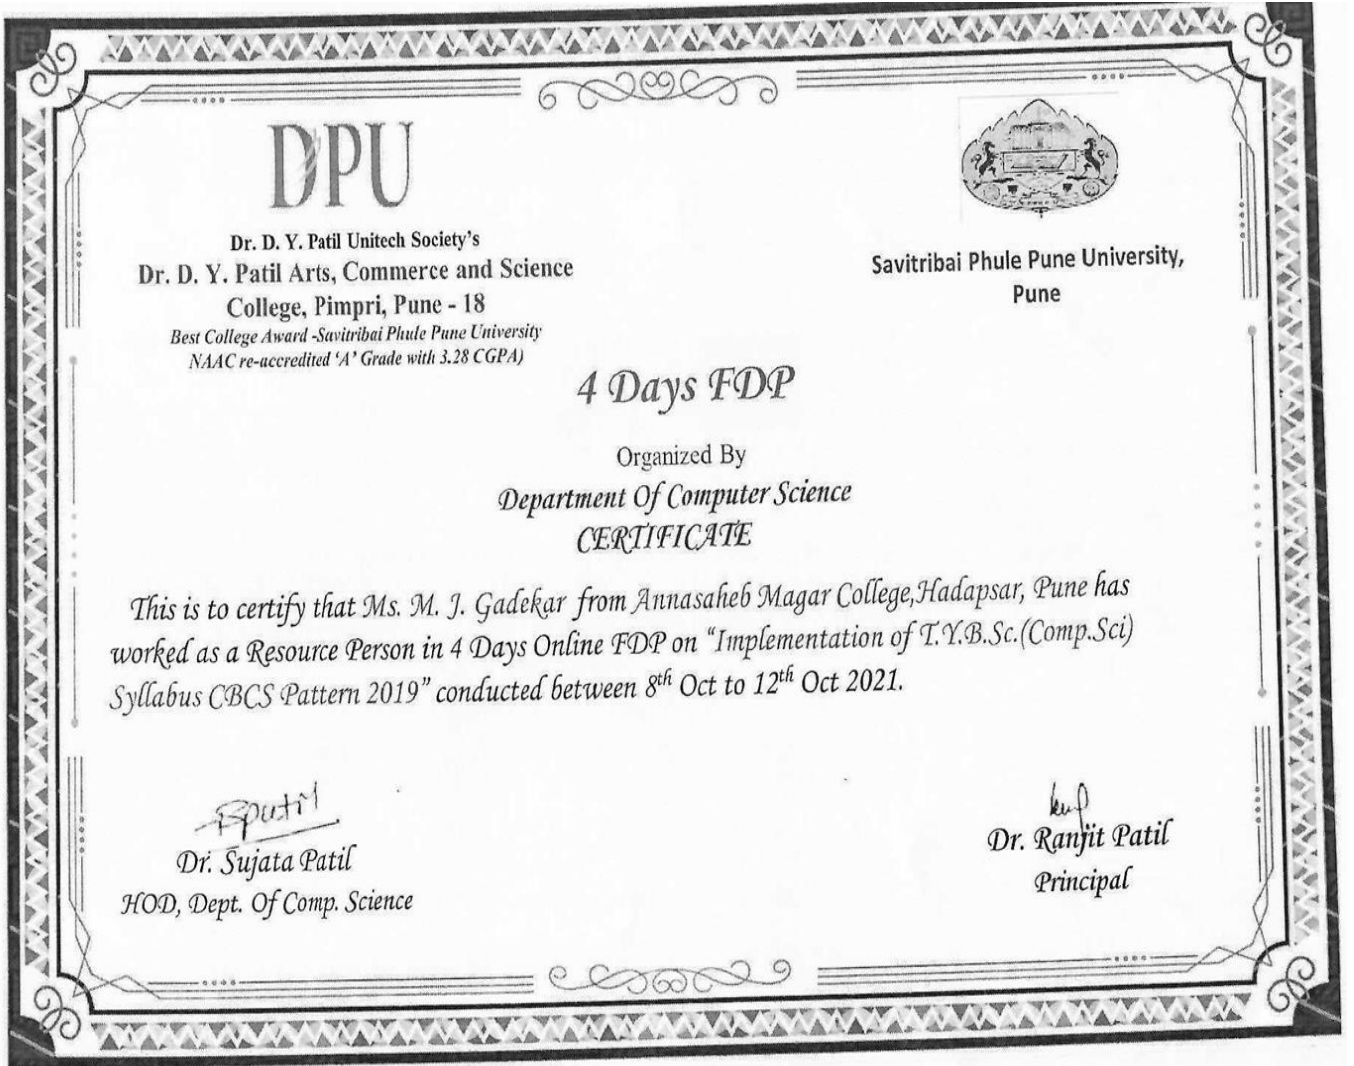 DPU
Dr. D. Y. Patil Unitech Society's
Dr. D. Y. Patil Arts, Commerce and Science
College, Pimpri, Pune - 18
Best College Award -Savitribai Phule Pune University
NAAC re-accredited 'A' Grade with 3.28 CGPA)
Savitribai Phule Pune University,
Pune
4 Days FDP
Organized By
Department Of Computer Science
CERTIFICATE
This is to certify that Ms. M. J. Gadekar from Annasaheb Magar College,Hadapsar, Pune has
worked as a Resource Person in 4 Days Online FDP on “Implementation of T.Y.B.Sc.(Comp.Sci)
Syllabus CBCS Pattern 2019” conducted between 8th Oct to 12th Oct 2021.
Dr. Sujata Patil
HOD, Dept. Of Comp. Science
Dr. Ranjit Patil
Principal